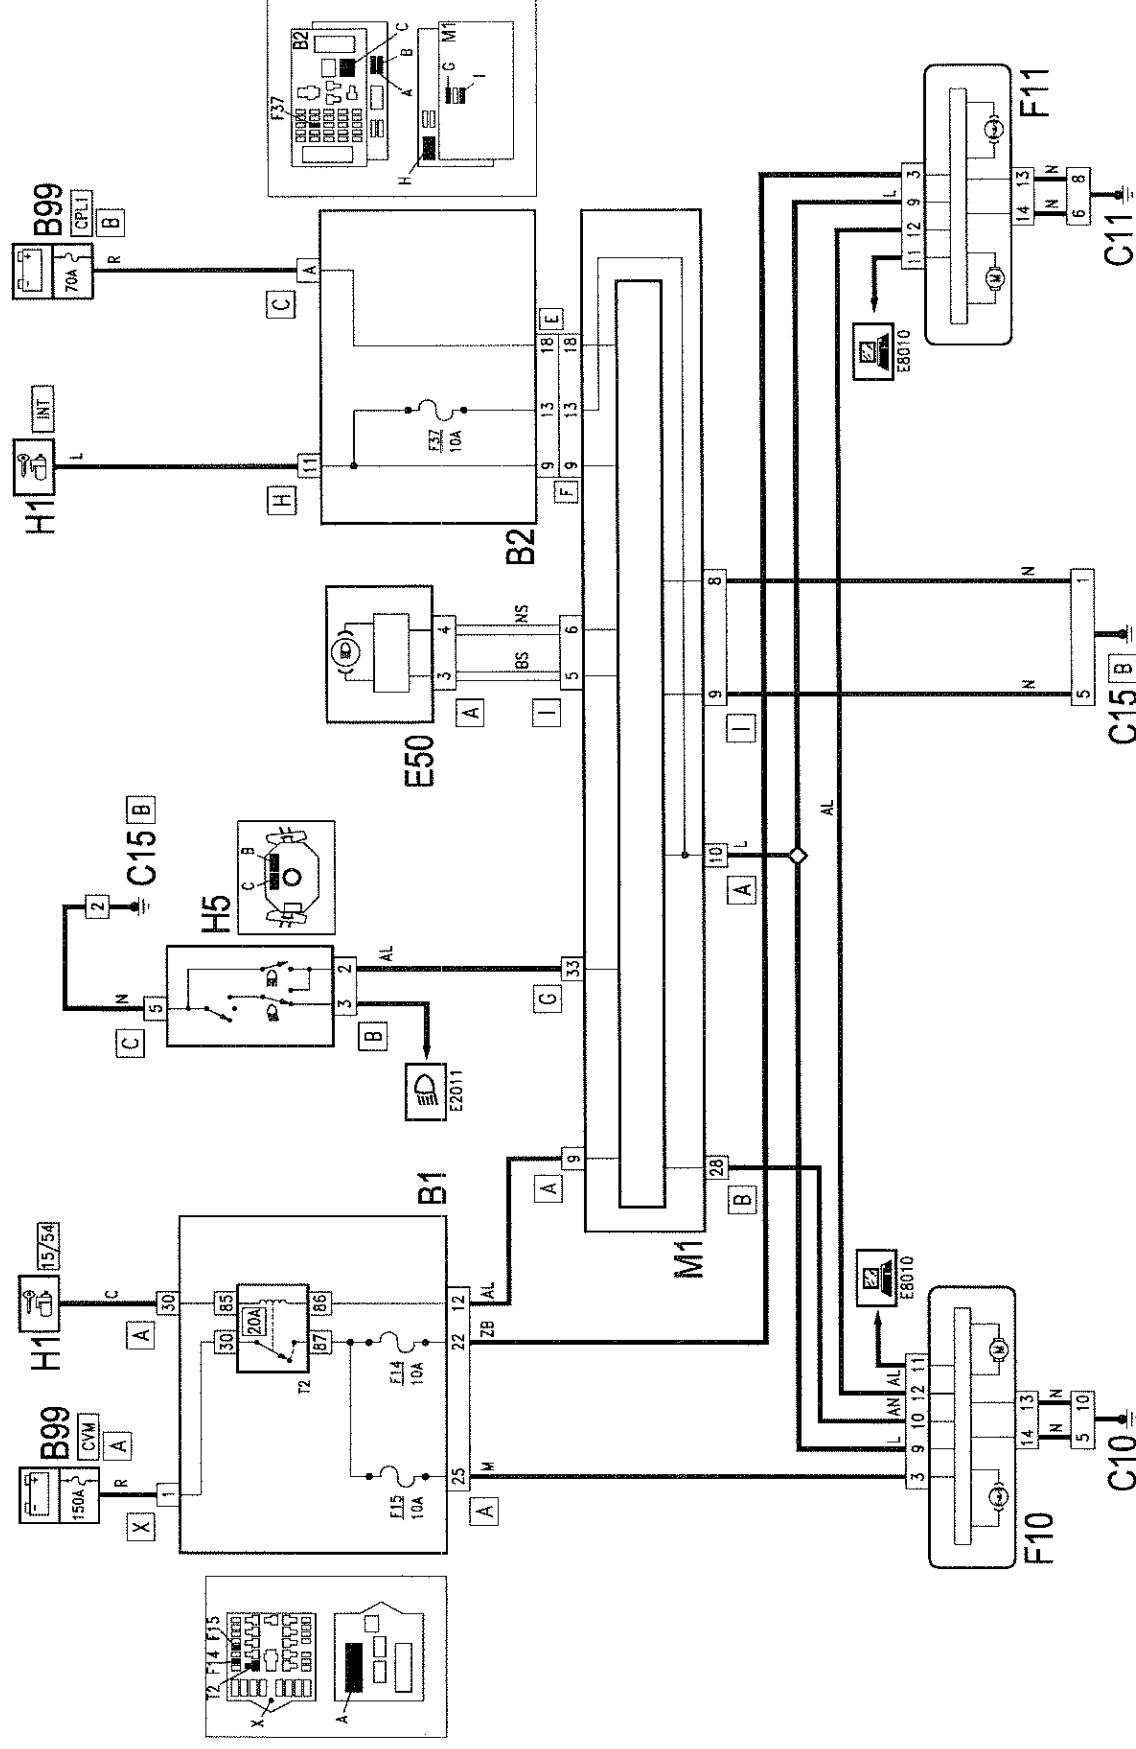 T2 F14 F15
X
A
B99
CVM
A
150A
R
X
1
H1
15/54
C
A
30
30
85
20A
87
86
T2
F15
10A
F14
10A
25
22
12
A
M
ZB
AL
B1
C15
B
2
N
C
5
H5
C
B
3
2
B
AL
E2011
E50
3
4
A
BS
NS
H1
INT
L
H
11
B99
CPL1
B
70A
R
C
A
F37
10A
B2
9
13
18
E
F37
B2
C
B
A
H
G
I
M1
A
9
G
33
I
5
6
F
9
13
18
M1
B
28
A
10
L
I
9
8
N
N
5
1
C15
B
AL
E8010
L
AN
AL
3
9
10
12
11
F10
14
13
N
N
5
10
C10
E8010
L
11
12
9
3
F11
14
13
N
N
6
8
C11